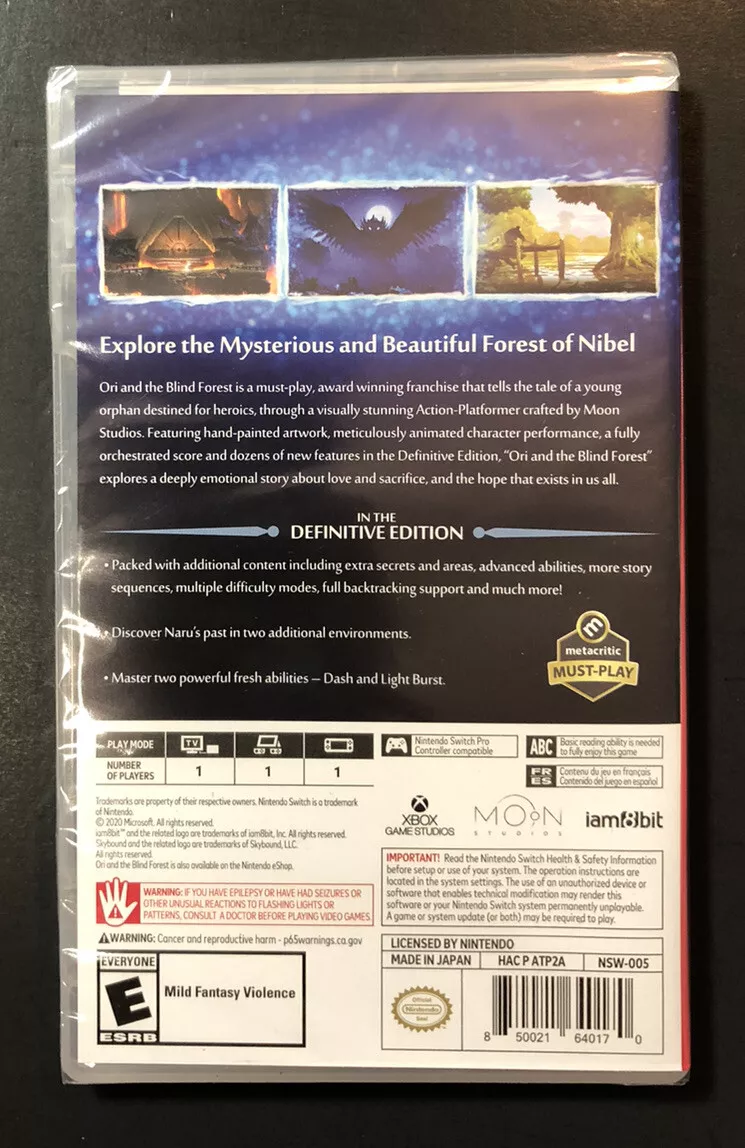 Explore the Mysterious and Beautiful Forest of Nibel
Ori and the Blind Forest is a must-play, award winning franchise that tells the tale of a young
orphan destined for heroics, through a visually stunning Action-Platformer crafted by Moon
Studios. Featuring hand-painted artwork, meticulously animated character performance, a fully
orchestrated score and dozens of new features in the Definitive Edition, "Ori and the Blind Forest"
explores a deeply emotional story about love and sacrifice, and the hope that exists in us all.
IN THE
DEFINITIVE EDITION
• Packed with additional content including extra secrets and areas, advanced abilities, more story
sequences, multiple difficulty modes, full backtracking support and much more!
• Discover Naru's past in two additional environments.
• Master two powerful fresh abilities – Dash and Light Burst.
m
metacritic
MUST-PLAY
PLAY MODE
TV
NUMBER
OF PLAYERS
1 1 1
Nintendo Switch Pro
Controller compatible
ABC
Basic reading ability is needed
to fully enjoy this game
FR
ES
Contenu du jeu en français
Contenido del juego en español
Trademarks are property of their respective owners. Nintendo Switch is a trademark
of Nintendo.
© 2020 Microsoft. All rights reserved.
iam8bit™ and the related logo are trademarks of iam8bit, Inc. All rights reserved.
Skybound and the related logo are trademarks of Skybound, LLC.
All rights reserved.
Ori and the Blind Forest is also available on the Nintendo eShop.
XBOX
GAME STUDIOS
MOON
STUDIOS
iam8bit
WARNING: IF YOU HAVE EPILEPSY OR HAVE HAD SEIZURES OR
OTHER UNUSUAL REACTIONS TO FLASHING LIGHTS OR
PATTERNS, CONSULT A DOCTOR BEFORE PLAYING VIDEO GAMES.
IMPORTANT! Read the Nintendo Switch Health & Safety Information
before setup or use of your system. The operation instructions are
located in the system settings. The use of an unauthorized device or
software that enables technical modification may render this
software or your Nintendo Switch system permanently unplayable.
A game or system update (or both) may be required to play.
WARNING: Cancer and reproductive harm - p65warnings.ca.gov
EVERYONE
E
ESRB
Mild Fantasy Violence
LICENSED BY NINTENDO
MADE IN JAPAN HAC P ATP2A NSW-005
Official
Nintendo
Seal
8 50021 64017 0